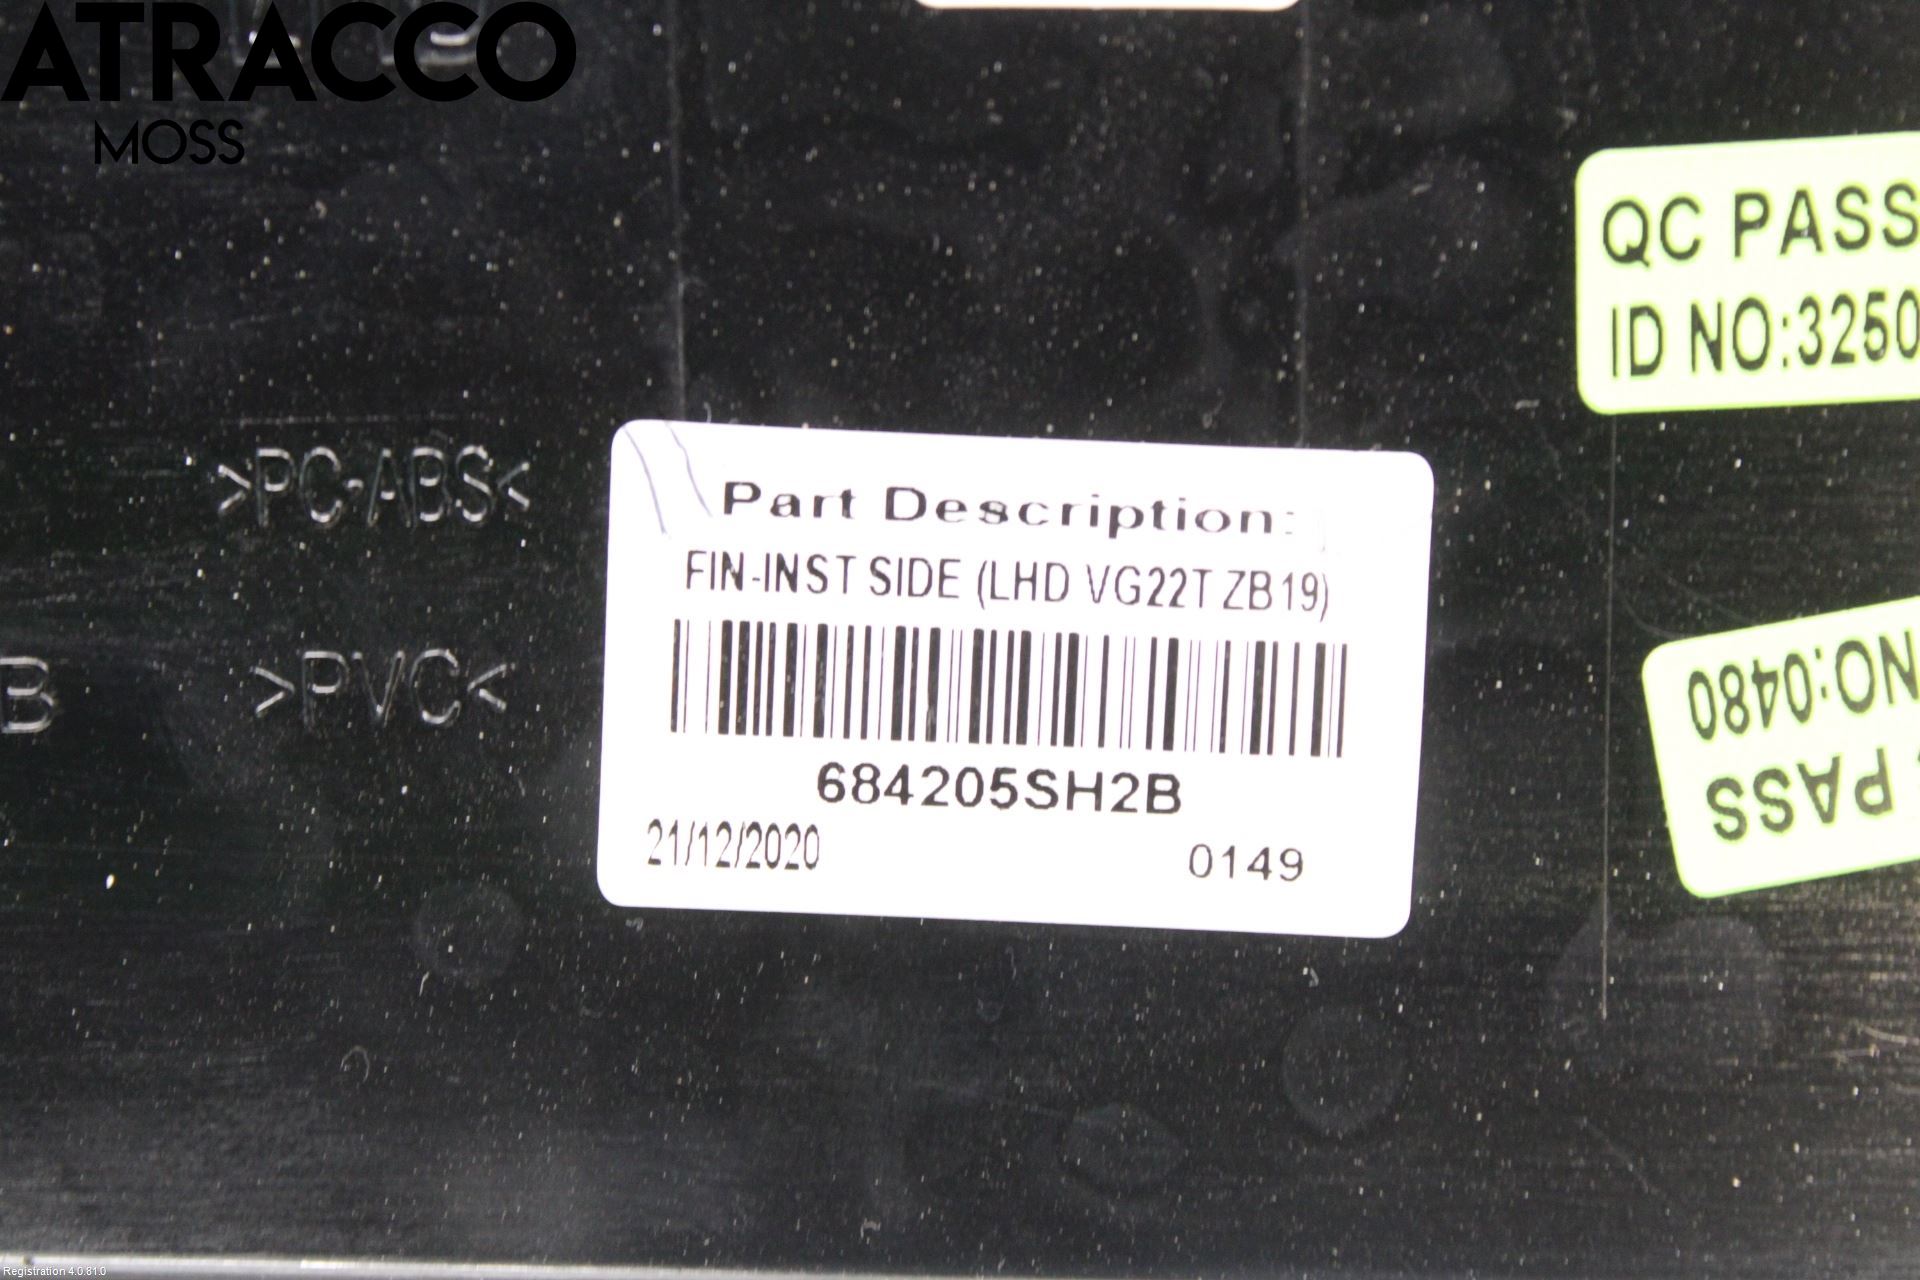 ATRACCO
MOSS
QC PASS
ID NO:3250
>PC-ABS<
Part Description:
FIN-INST SIDE (LHD VG22T ZB19)
B
>PVC<
684205SH2B
21/12/2020
0149
NO:0480
PASS
Registration 4.0.81.0